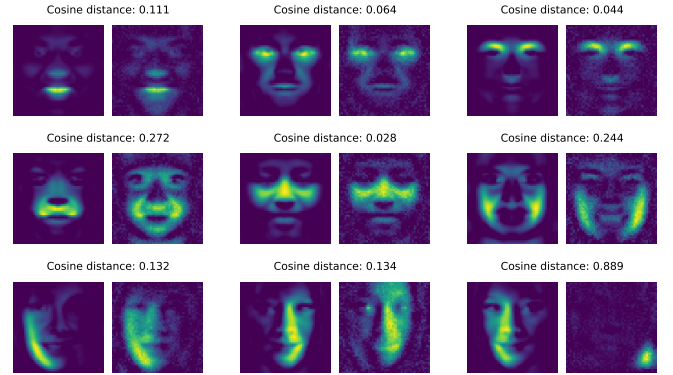 Cosine distance: 0.111
Cosine distance: 0.064
Cosine distance: 0.044
Cosine distance: 0.272
Cosine distance: 0.028
Cosine distance: 0.244
Cosine distance: 0.132
Cosine distance: 0.134
Cosine distance: 0.889